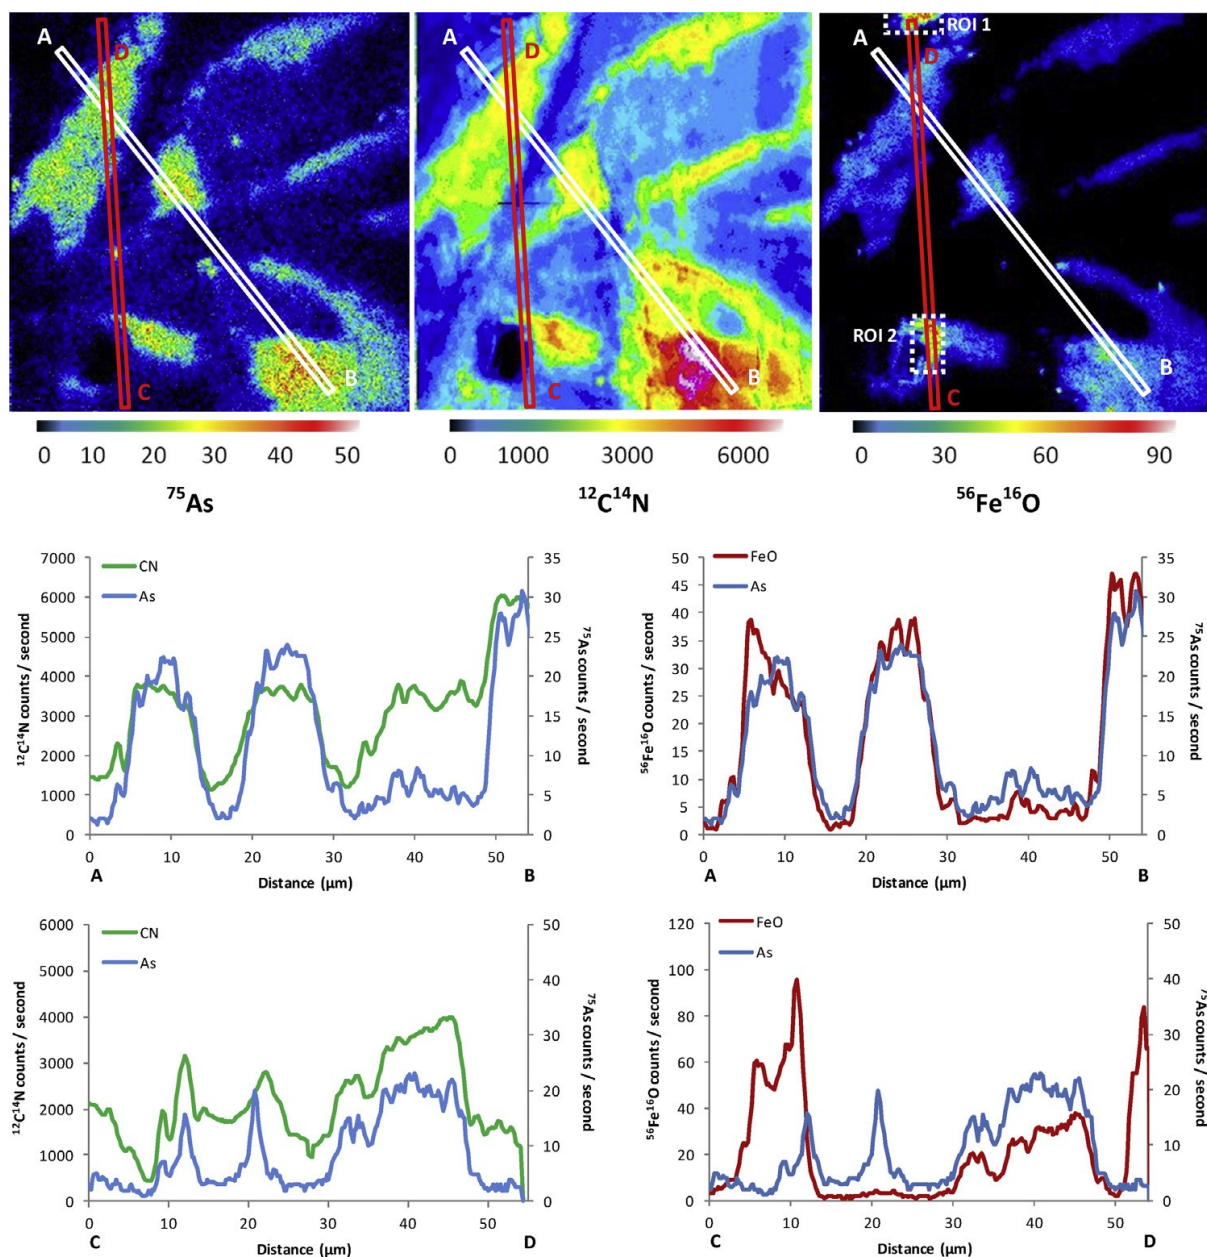 A D B C
A D B C
A D ROI 1 ROI 2 B C
0 10 20 30 40 50
0 1000 3000 6000
0 30 60 90
⁷⁵As
¹²C¹⁴N
⁵⁶Fe¹⁶O
CN
As
7000 6000 5000 4000 3000 2000 1000 0
¹²C¹⁴N counts / second
35 30 25 20 15 10 5 0
⁷⁵As counts / second
0 10 20 30 40 50
A Distance (µm) B
FeO
As
50 45 40 35 30 25 20 15 10 5 0
⁵⁶Fe¹⁶O counts / second
35 30 25 20 15 10 5 0
⁷⁵As counts / second
0 10 20 30 40 50
A Distance (µm) B
CN
As
6000 5000 4000 3000 2000 1000 0
¹²C¹⁴N counts / second
50 40 30 20 10 0
⁷⁵As counts / second
0 10 20 30 40 50
C Distance (µm) D
FeO
As
120 100 80 60 40 20 0
⁵⁶Fe¹⁶O counts / second
50 40 30 20 10 0
⁷⁵As counts / second
0 10 20 30 40 50
C Distance (µm) D